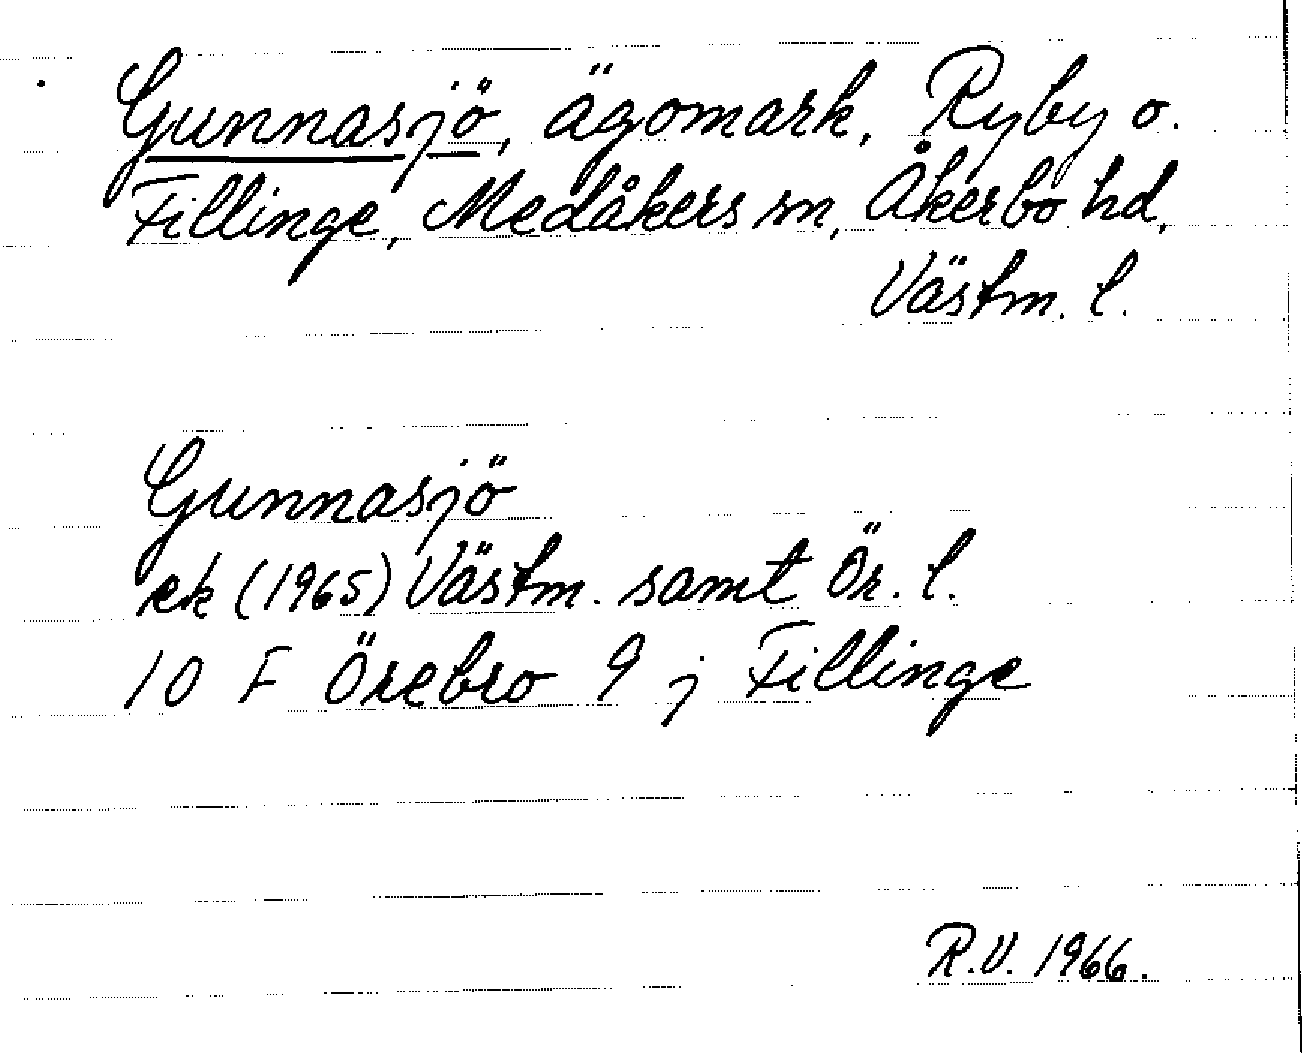 Gunnasjö, ägomark, Ryby o.
Fillinge, Medåkers sn, Åkerbo hd,
Västm. l.
Gunnasjö
ek (1965) Västm. samt Ör. l.
10 F Örebro 9 j Fillinge
R.V. 1966.